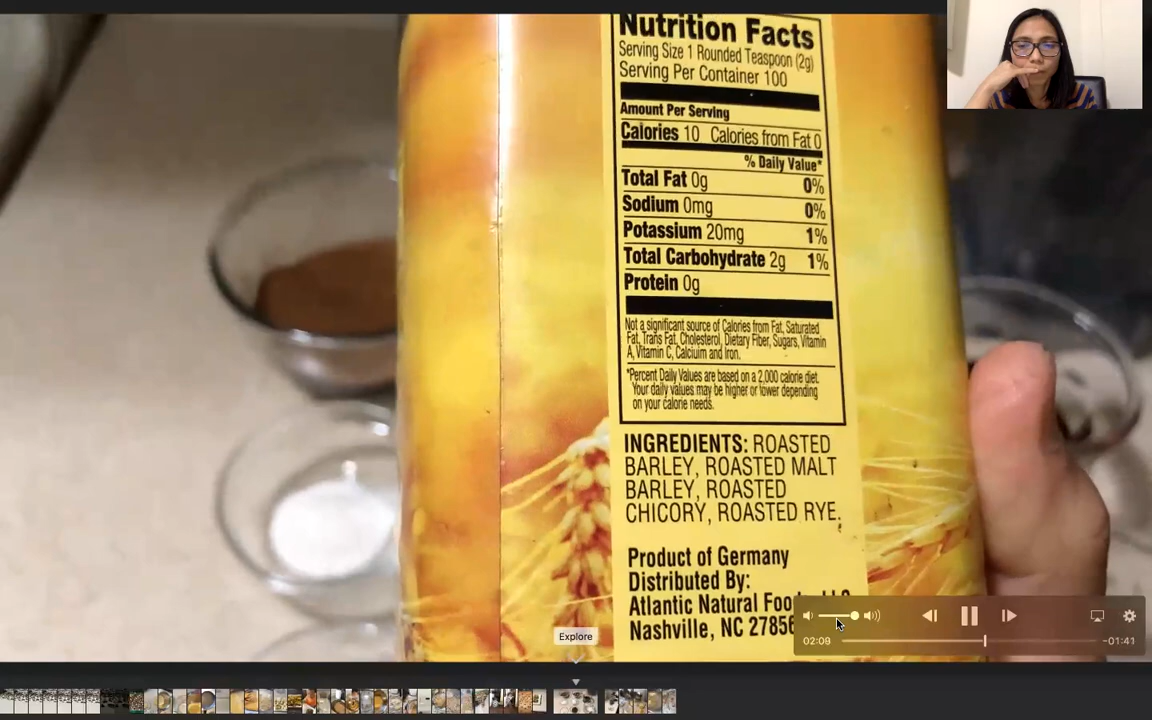 Nutrition Facts
Serving Size 1 Rounded Teaspoon (2g)
Serving Per Container 100
Amount Per Serving
Calories 10 Calories from Fat 0
% Daily Value*
Total Fat 0g 0%
Sodium 0mg 0%
Potassium 20mg 1%
Total Carbohydrate 2g 1%
Protein 0g
Not a significant source of Calories from Fat, Saturated
Fat, Trans Fat, Cholesterol, Dietary Fiber, Sugars, Vitamin
A, Vitamin C, Calcium and Iron.
*Percent Daily Values are based on a 2,000 calorie diet.
Your daily values may be higher or lower depending
on your calorie needs.
INGREDIENTS: ROASTED
BARLEY, ROASTED MALT
BARLEY, ROASTED
CHICORY, ROASTED RYE.
Product of Germany
Distributed By:
Atlantic Natural
Nashville, NC 27856
Explore
02:08
-01:41